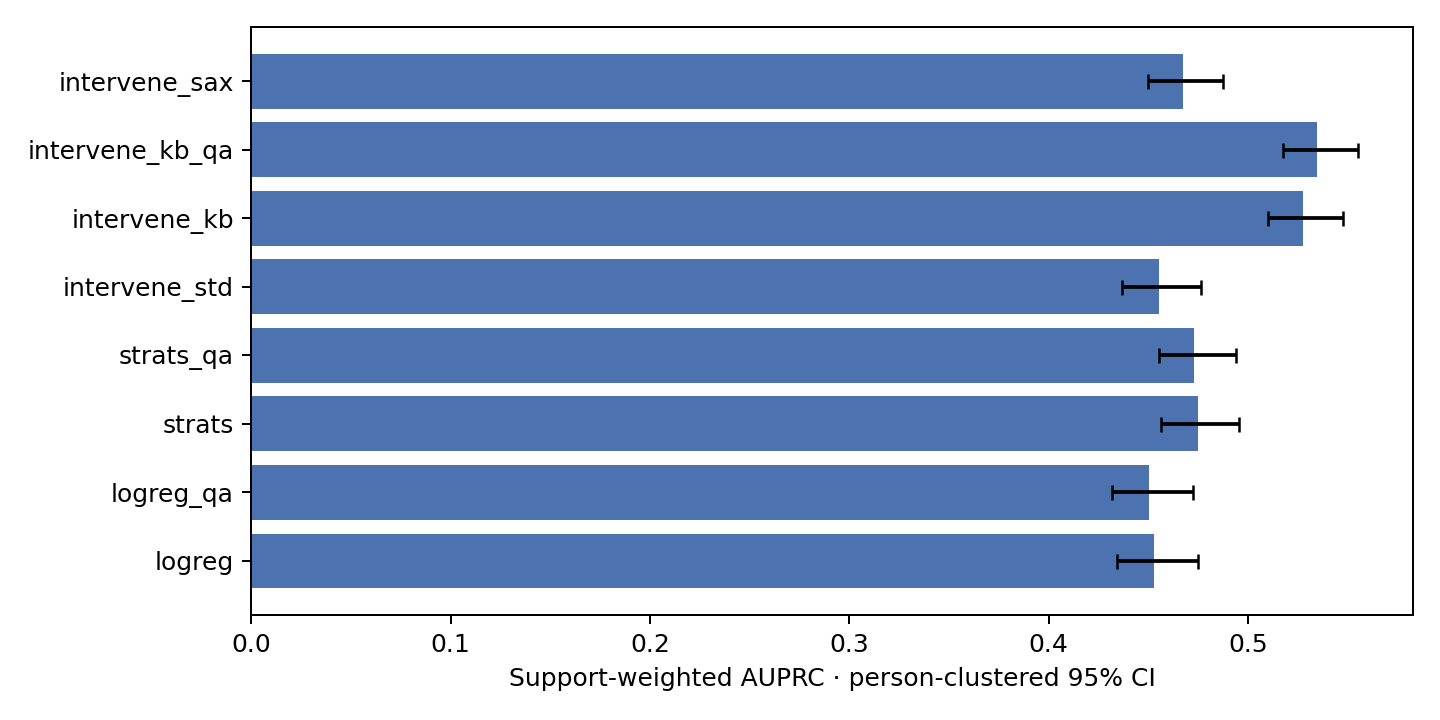 intervene_sax
intervene_kb_qa
intervene_kb
intervene_std
strats_qa
strats
logreg_qa
logreg
0.0 0.1 0.2 0.3 0.4 0.5
Support-weighted AUPRC · person-clustered 95% CI